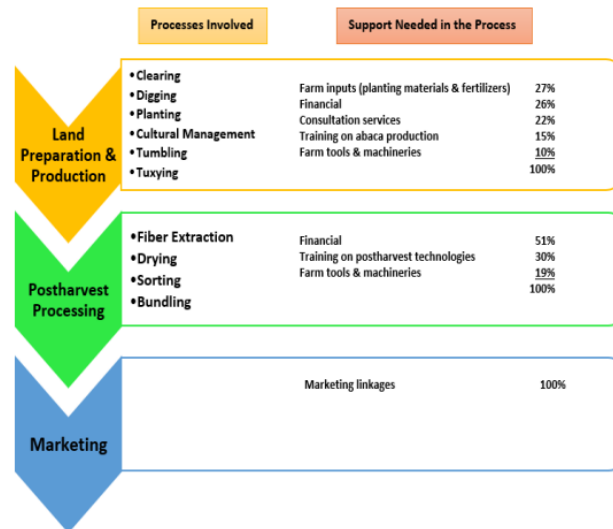 Processes Involved
Support Needed in the Process
Land
Preparation &
Production
•Clearing
•Digging
•Planting
•Cultural Management
•Tumbling
•Tuxying
Farm inputs (planting materials & fertilizers) 27%
Financial 26%
Consultation services 22%
Training on abaca production 15%
Farm tools & machineries 10%
100%
Postharvest
Processing
•Fiber Extraction
•Drying
•Sorting
•Bundling
Financial 51%
Training on postharvest technologies 30%
Farm tools & machineries 19%
100%
Marketing
Marketing linkages 100%